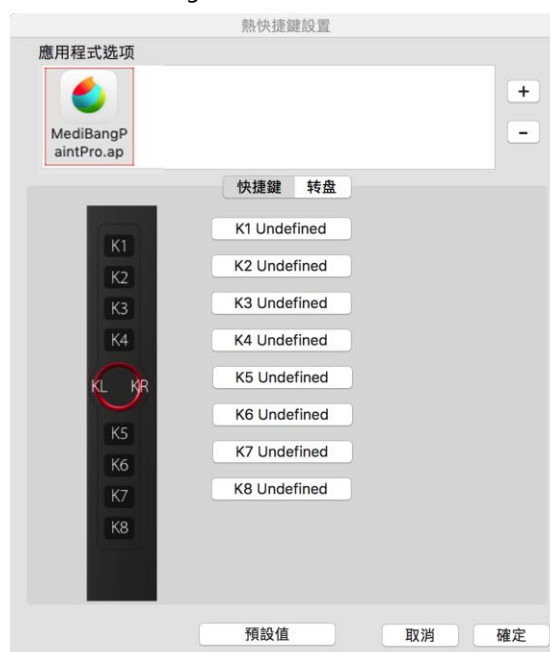 熱快捷鍵設置
應用程式选项
MediBangP
aintPro.ap
+
-
快捷鍵 转盘
K1
K2
K3
K4
KL KR
K5
K6
K7
K8
K1 Undefined
K2 Undefined
K3 Undefined
K4 Undefined
K5 Undefined
K6 Undefined
K7 Undefined
K8 Undefined
預設值 取消 確定